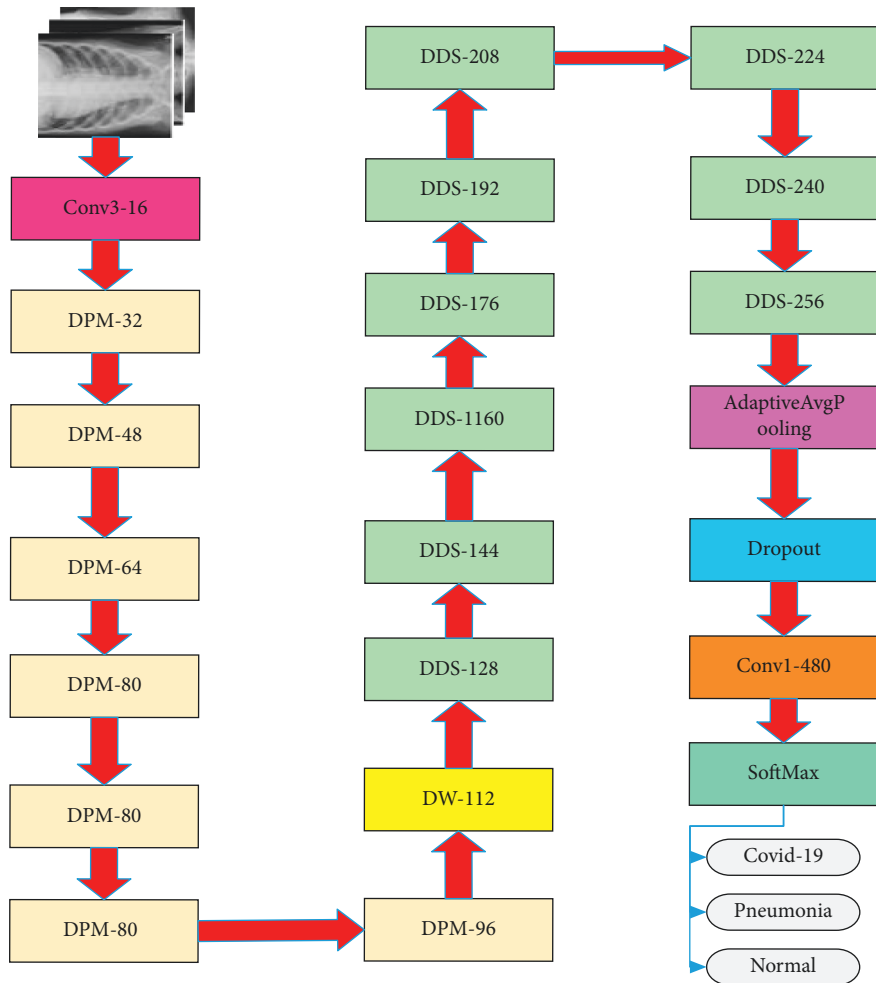 Conv3-16
DPM-32
DPM-48
DPM-64
DPM-80
DPM-80
DPM-80
DPM-96
DW-112
DDS-128
DDS-144
DDS-1160
DDS-176
DDS-192
DDS-208
DDS-224
DDS-240
DDS-256
AdaptiveAvgP
ooling
Dropout
Conv1-480
SoftMax
Covid-19
Pneumonia
Normal